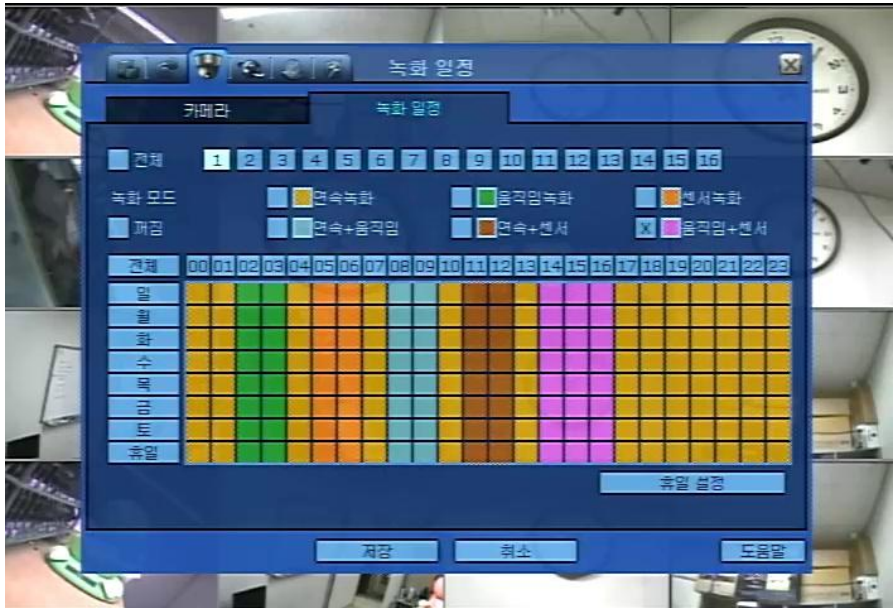 녹화 일정
X
카메라 녹화 일정
전체 1 2 3 4 5 6 7 8 9 10 11 12 13 14 15 16
녹화 모드 연속녹화 움직임녹화 센서녹화
꺼짐 연속+움직임 연속+센서 X 움직임+센서
전체 00 01 02 03 04 05 06 07 08 09 10 11 12 13 14 15 16 17 18 19 20 21 22 23
일
월
화
수
목
금
토
휴일
휴일 설정
저장 취소 도움말